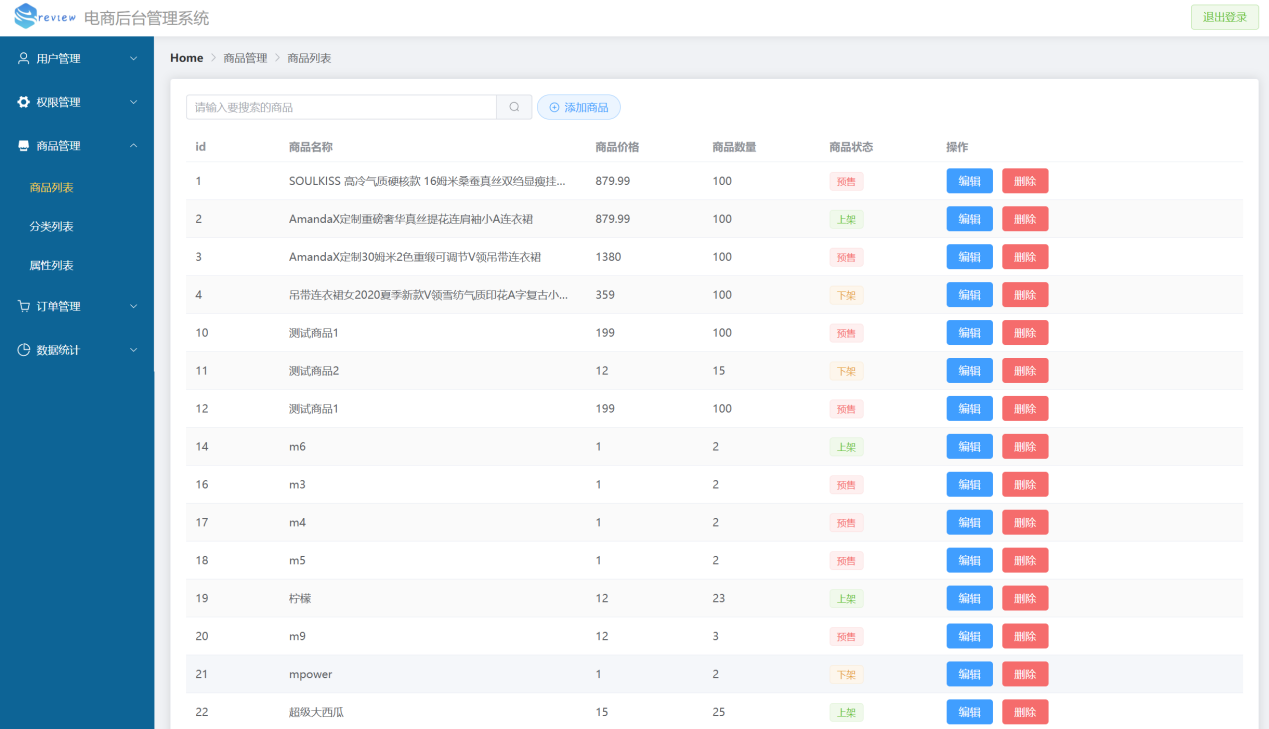 review 电商后台管理系统 退出登录
用户管理
权限管理
商品管理
商品列表
分类列表
属性列表
订单管理
数据统计
Home > 商品管理 > 商品列表
请输入要搜索的商品 添加商品
id 商品名称 商品价格 商品数量 商品状态 操作
1 SOULKISS 高冷气质硬核款 16姆米桑蚕真丝双绉显瘦挂... 879.99 100 预售 编辑 删除
2 AmandaX定制重磅奢华真丝提花连肩袖小A连衣裙 879.99 100 上架 编辑 删除
3 AmandaX定制30姆米2色重缎可调节V领吊带连衣裙 1380 100 预售 编辑 删除
4 吊带连衣裙女2020夏季新款V领雪纺气质印花A字复古小... 359 100 下架 编辑 删除
10 测试商品1 199 100 预售 编辑 删除
11 测试商品2 12 15 下架 编辑 删除
12 测试商品1 199 100 预售 编辑 删除
14 m6 1 2 上架 编辑 删除
16 m3 1 2 预售 编辑 删除
17 m4 1 2 预售 编辑 删除
18 m5 1 2 预售 编辑 删除
19 柠檬 12 23 上架 编辑 删除
20 m9 12 3 预售 编辑 删除
21 mpower 1 2 下架 编辑 删除
22 超级大西瓜 15 25 上架 编辑 删除